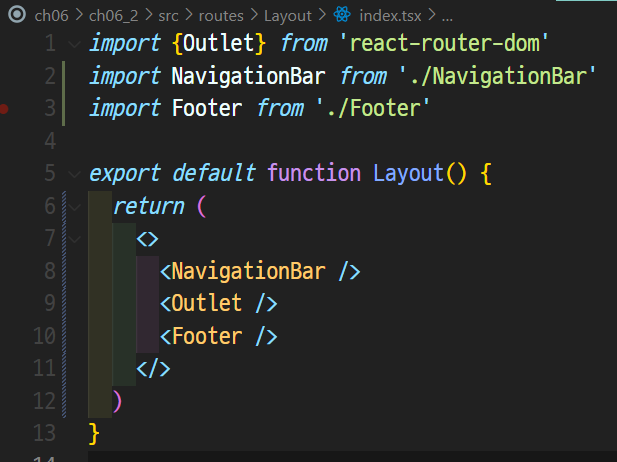 ch06 > ch06_2 > src > routes > Layout > index.tsx > ...
1 import {Outlet} from 'react-router-dom'
2 import NavigationBar from './NavigationBar'
3 import Footer from './Footer'
4
5 export default function Layout() {
6 return (
7 <>
8 <NavigationBar />
9 <Outlet />
10 <Footer />
11 </>
12 )
13 }
14